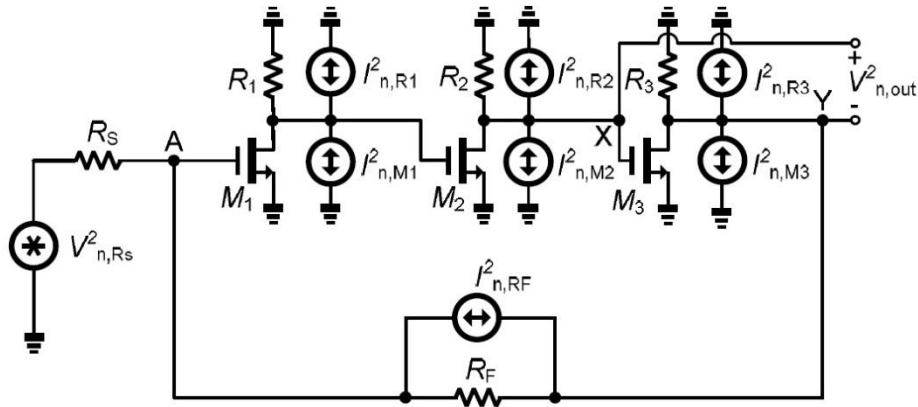 R1
I²n,R1
R2
I²n,R2
R3
I²n,R3
Y
+
V²n,out
-
RS
A
X
M1
I²n,M1
M2
I²n,M2
M3
I²n,M3
V²n,Rs
I²n,RF
RF